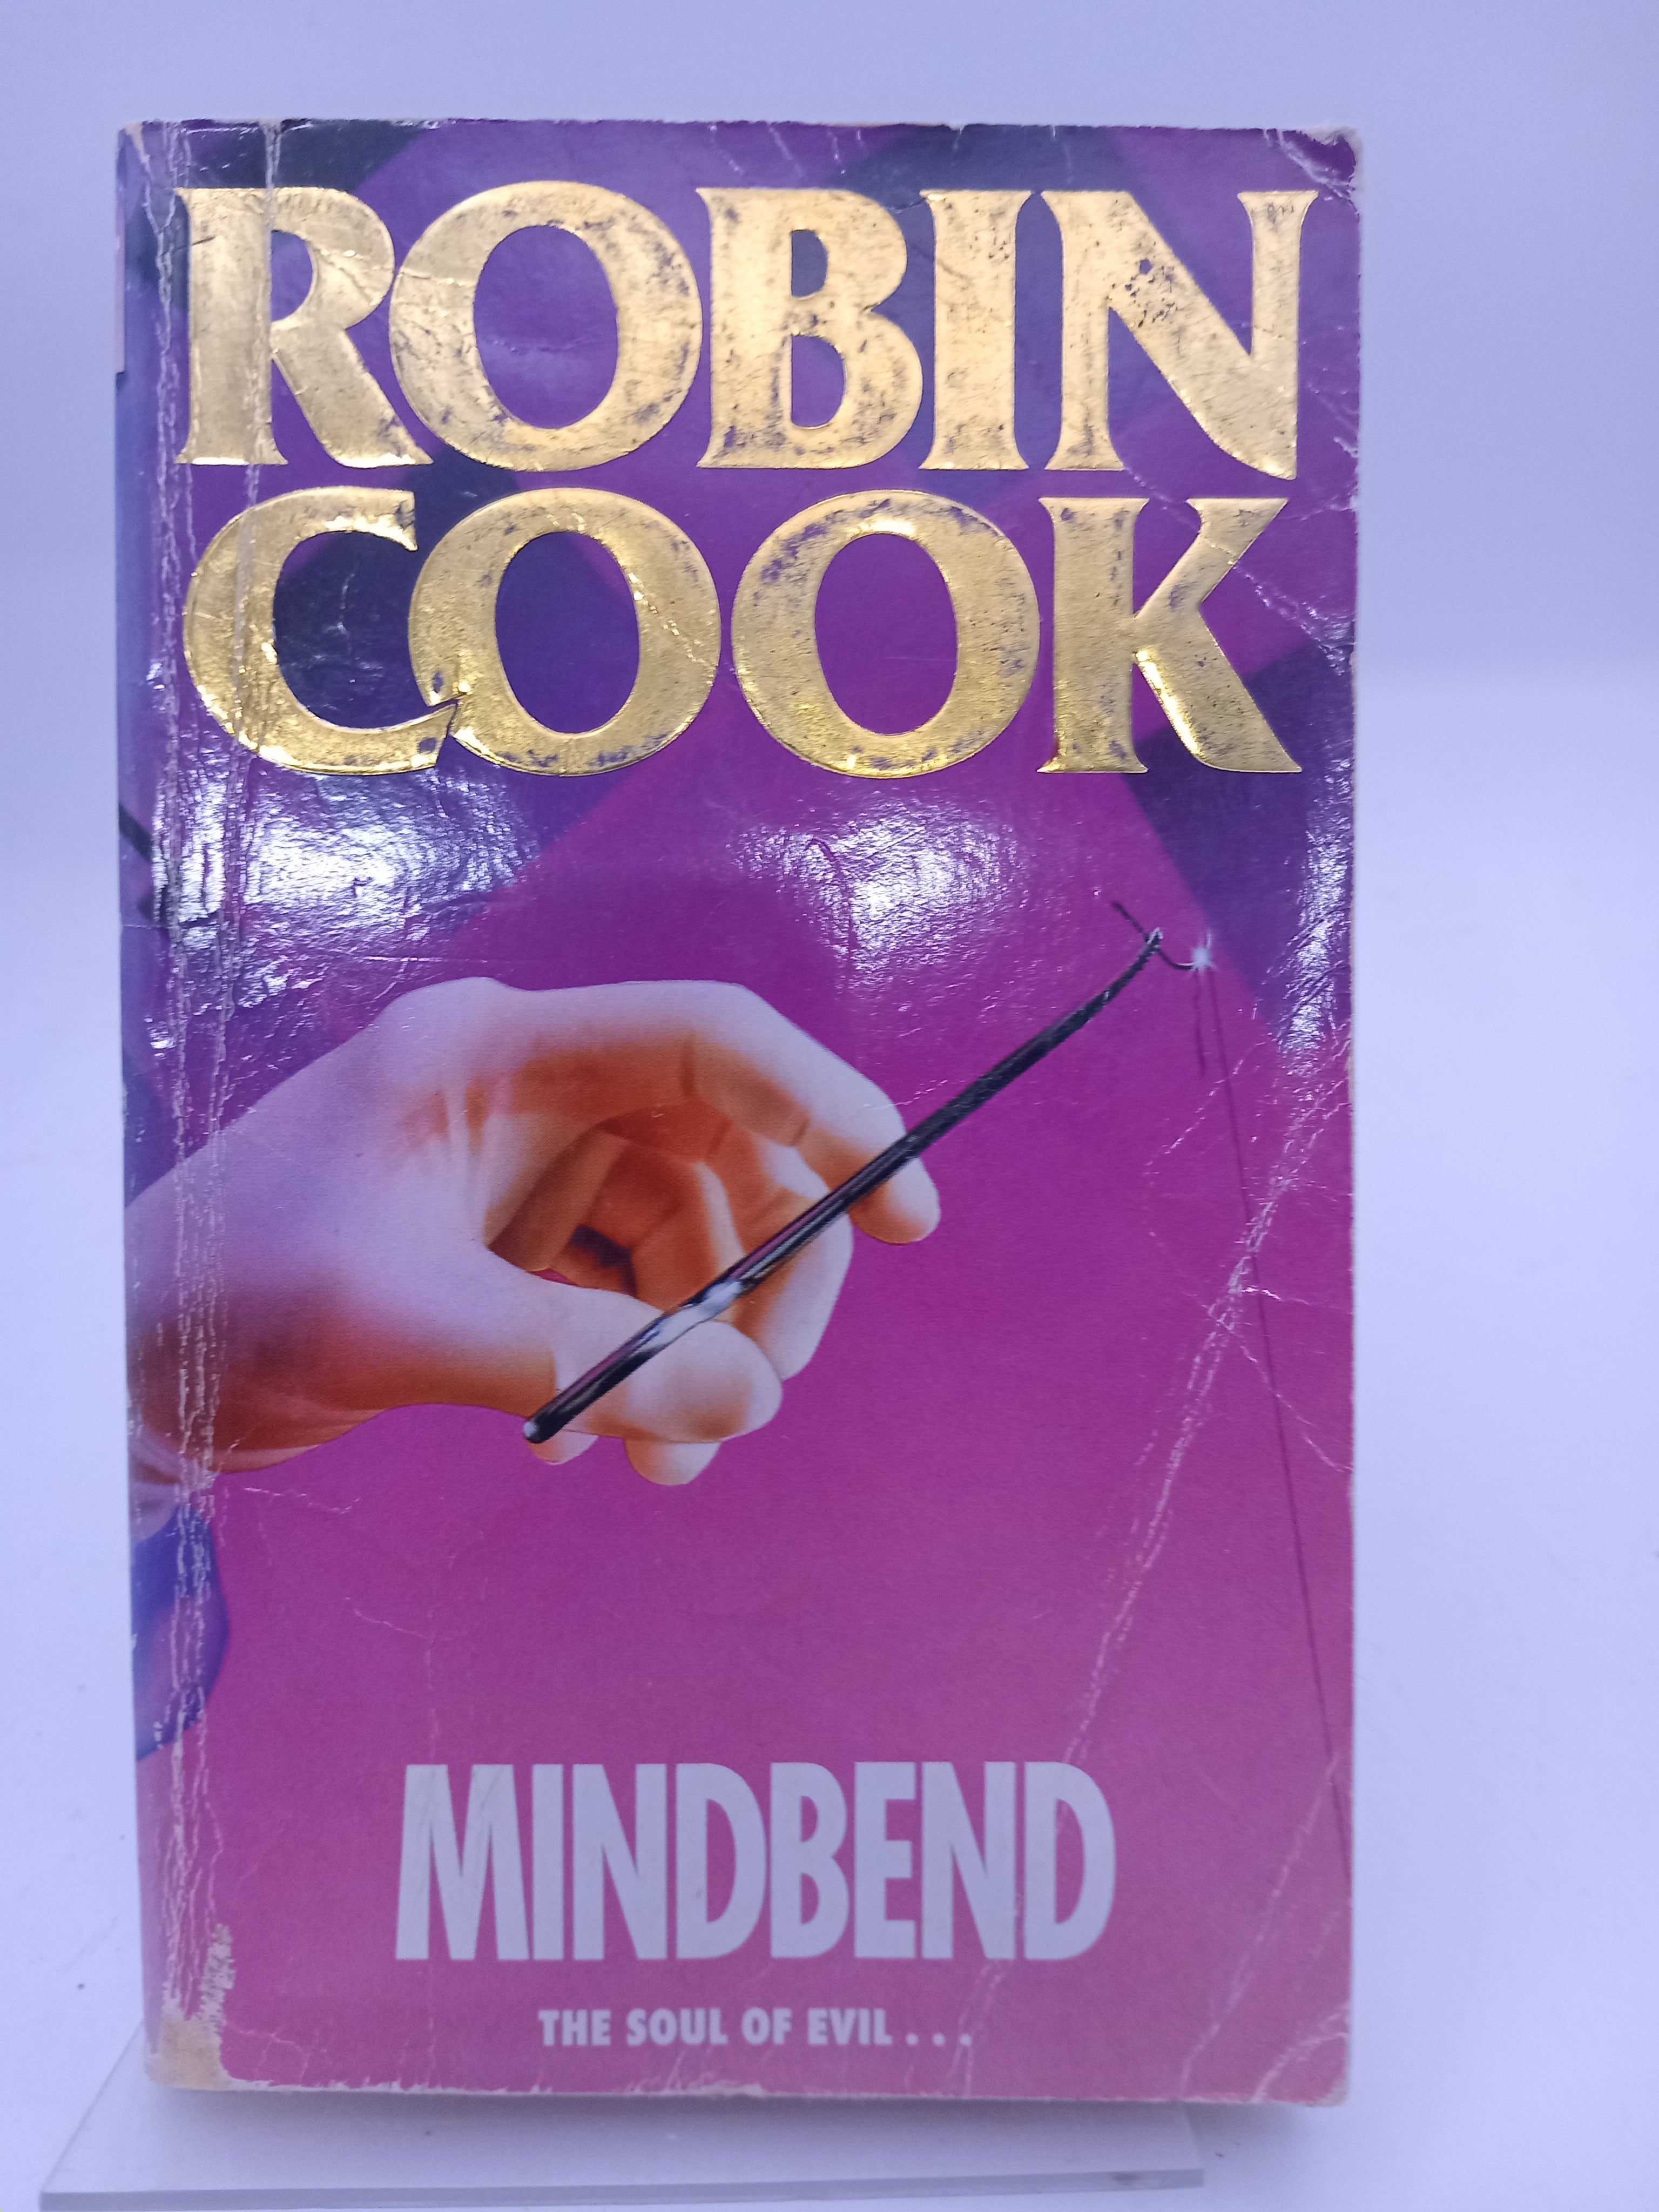 ROBIN
COOK
MINDBEND
THE SOUL OF EVIL . . .